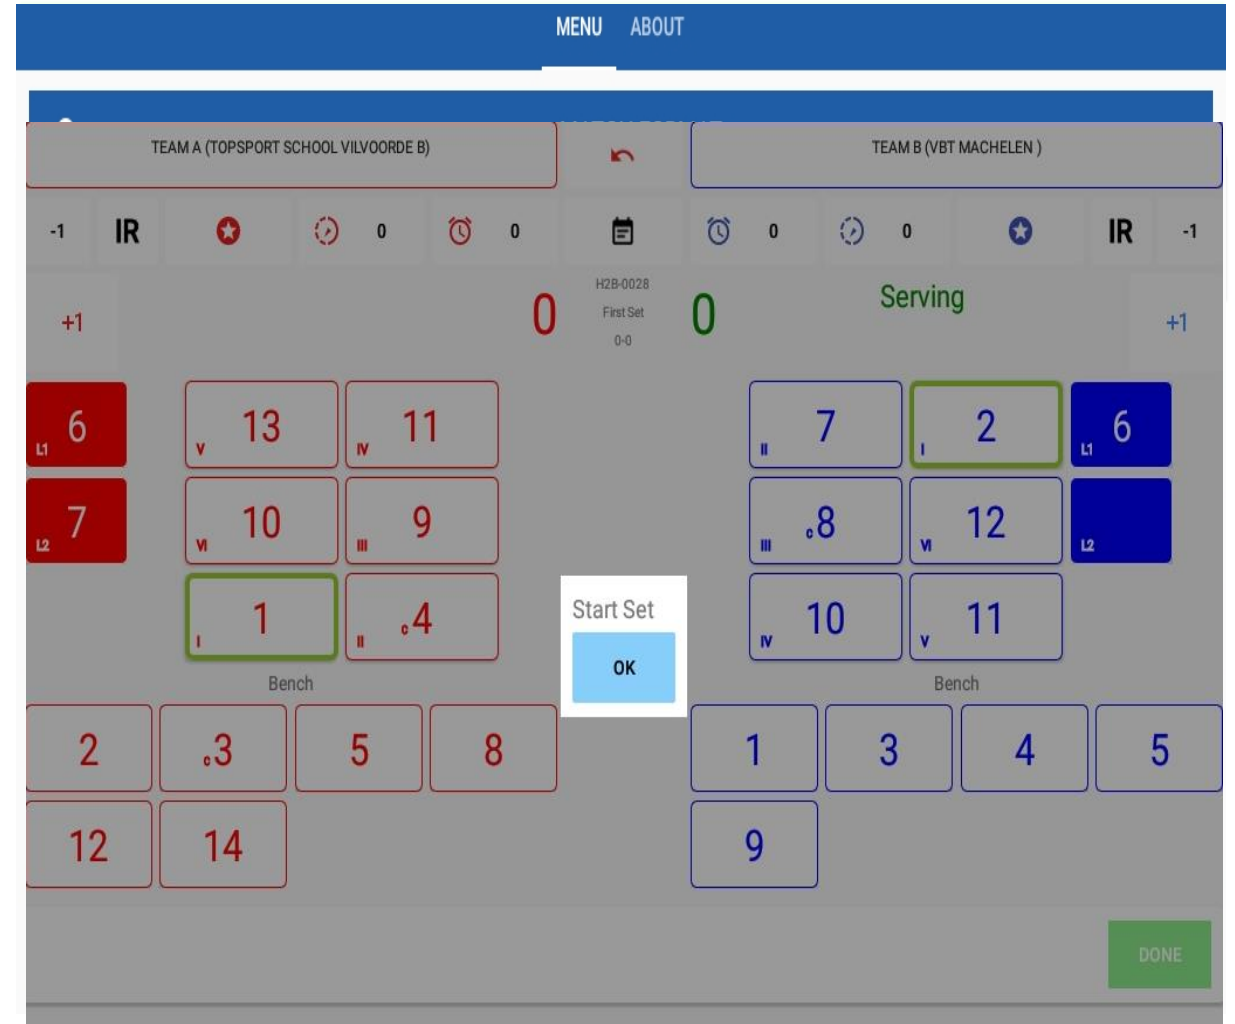 MENU ABOUT
TEAM A (TOPSPORT SCHOOL VILVOORDE B)
TEAM B (VBT MACHELEN )
-1 IR 0 0 0 0 IR -1
+1 0 H2B-0028 0 Serving +1
First Set
0-0
L1 6 V 13 IV 11 II 7 I 2 L1 6
L2 7 VI 10 III 9 III c8 VI 12 L2
I 1 II c4 IV 10 V 11
Start Set
OK
Bench Bench
2 c3 5 8 1 3 4 5
12 14 9
DONE